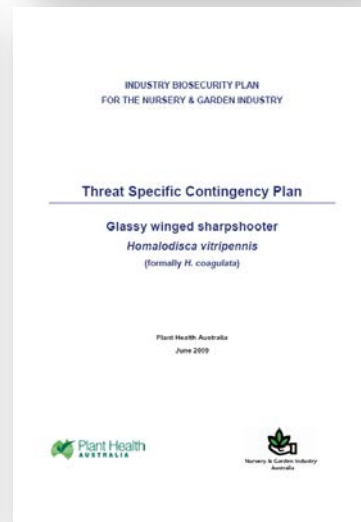 INDUSTRY BIOSECURITY PLAN
FOR THE NURSERY & GARDEN INDUSTRY
Threat Specific Contingency Plan
Glassy winged sharpshooter
Homalodisca vitripennis
(formally H. coagulata)
Plant Health Australia
June 2009
Plant Health
AUSTRALIA
Nursery & Garden Industry
Australia